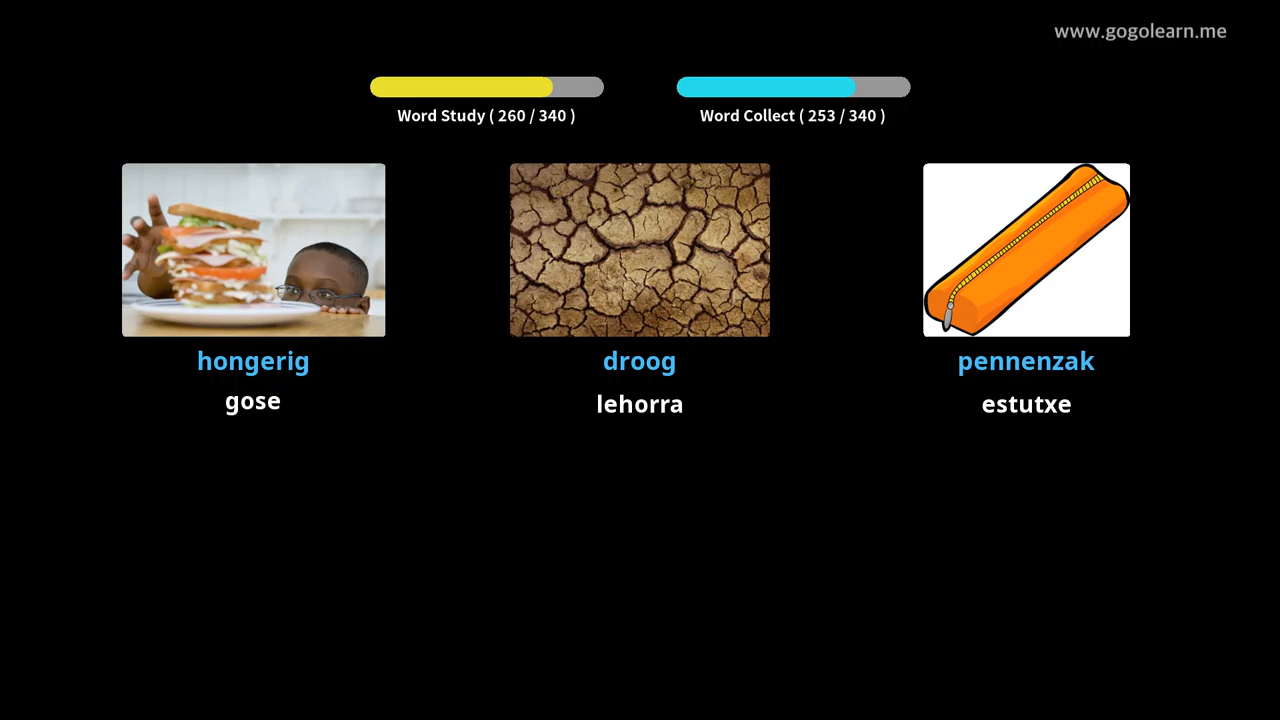 www.gogolearn.me
Word Study ( 260 / 340 )
Word Collect ( 253 / 340 )
hongerig
droog
pennenzak
gose
lehorra
estutxe